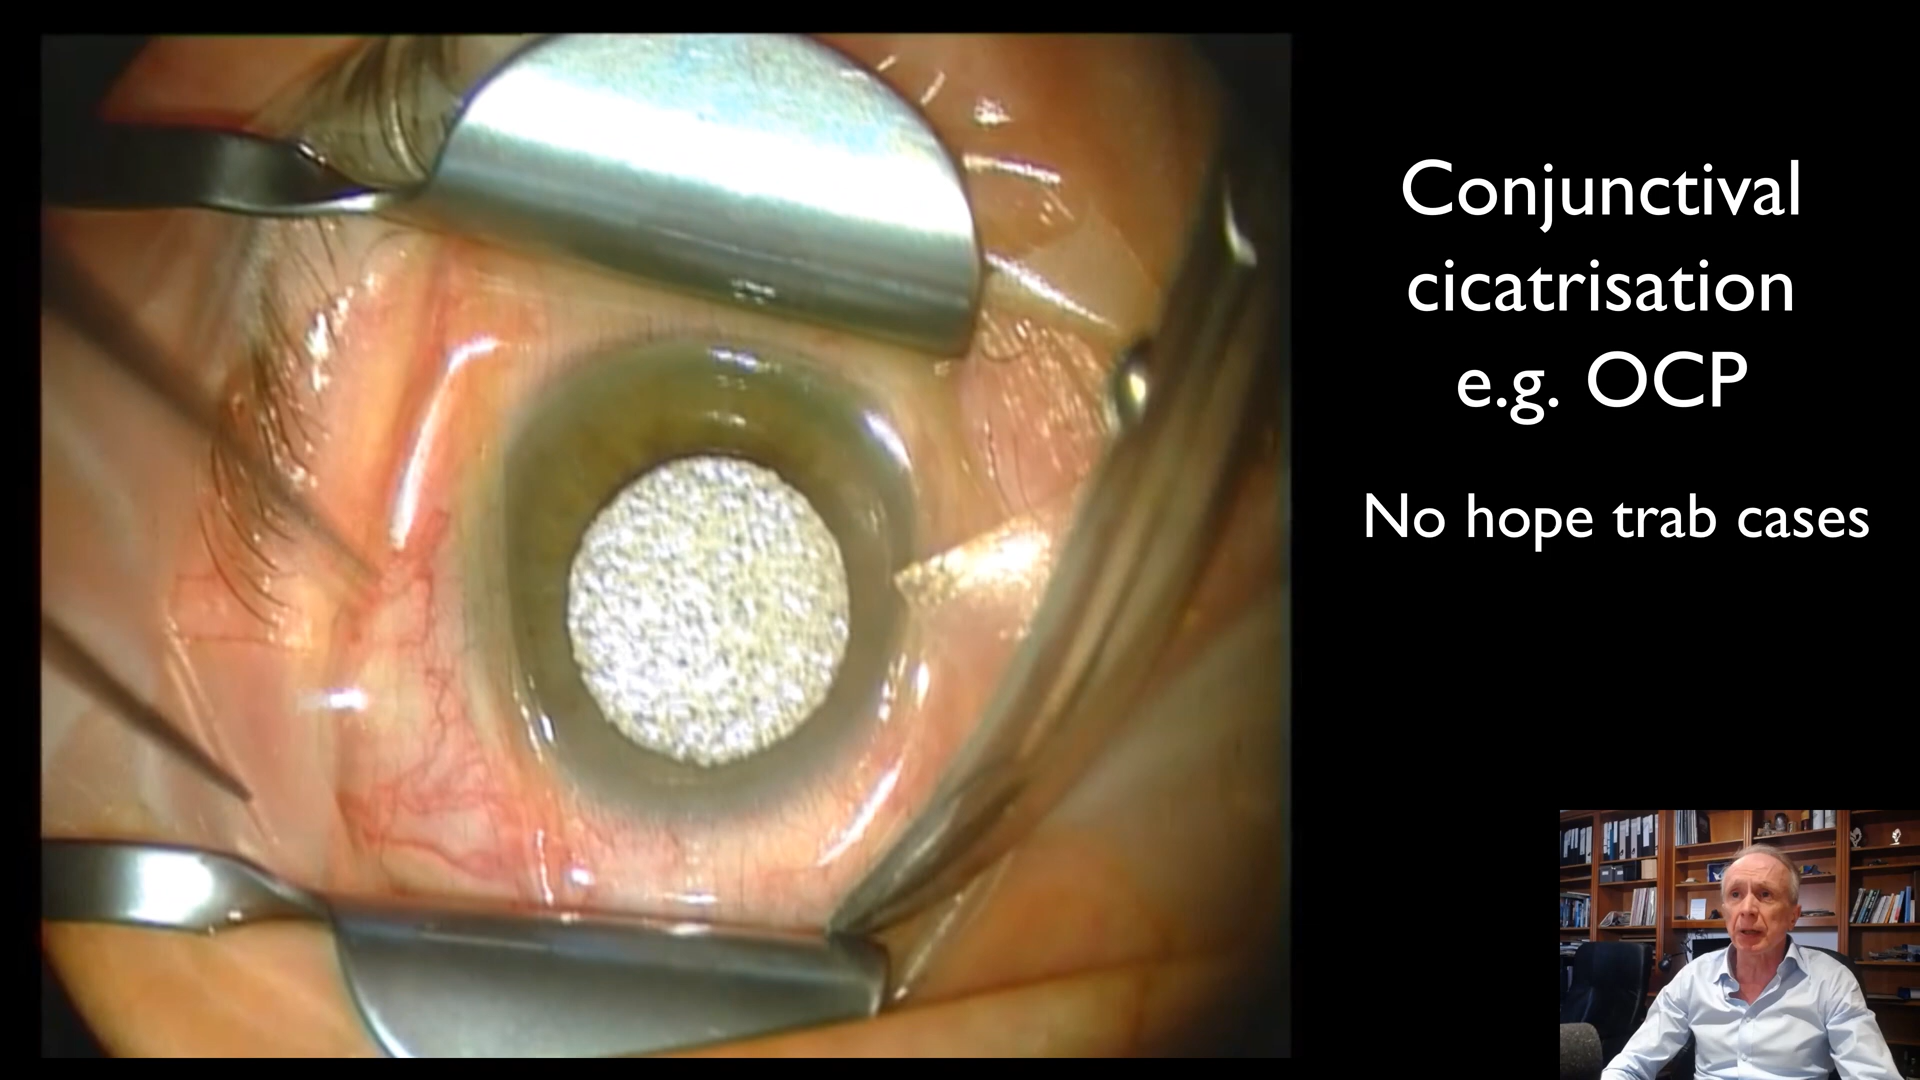 Conjunctival
cicatrisation
e.g. OCP
No hope trab cases